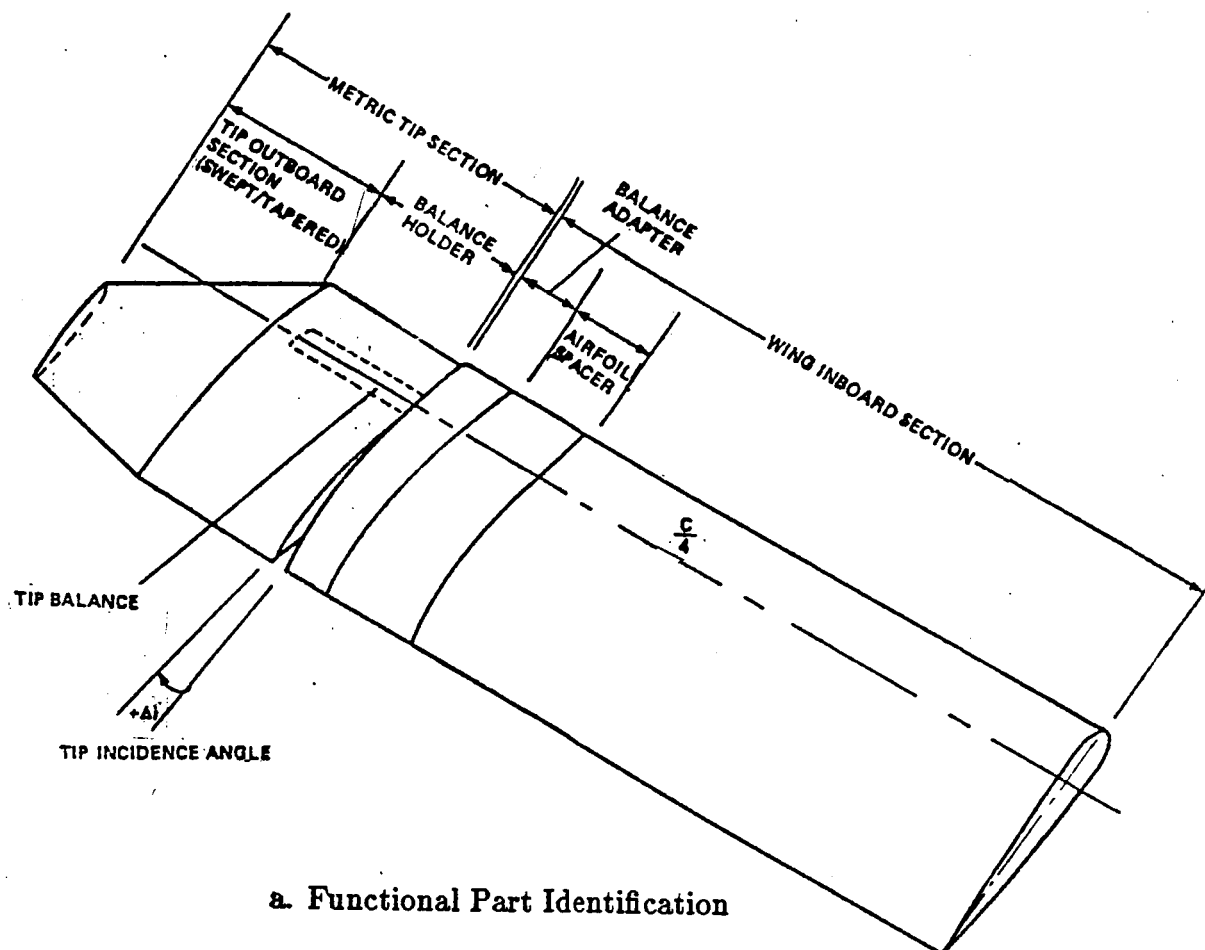 METRIC TIP SECTION
TIP OUTBOARD
SECTION
(SWEPT/TAPERED)
BALANCE
HOLDER
BALANCE
ADAPTER
AIRFOIL
SPACER
WING INBOARD SECTION
C
4
TIP BALANCE
+Δi
TIP INCIDENCE ANGLE
a. Functional Part Identification